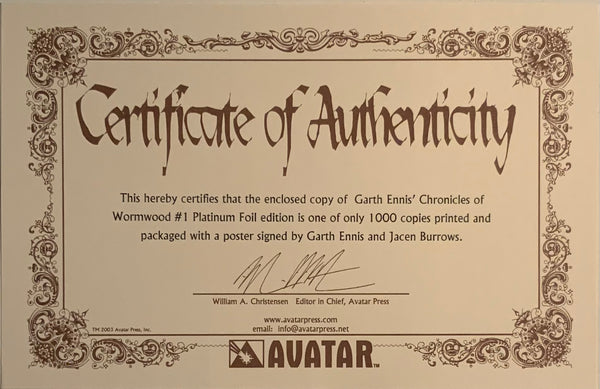 Certificate of Authenticity
This hereby certifies that the enclosed copy of Garth Ennis' Chronicles of
Wormwood #1 Platinum Foil edition is one of only 1000 copies printed and
packaged with a poster signed by Garth Ennis and Jacen Burrows.
William A. Christensen Editor in Chief, Avatar Press
www.avatarpress.com
TM 2003 Avatar Press, Inc.
email: info@avatarpress.net
AVATAR™